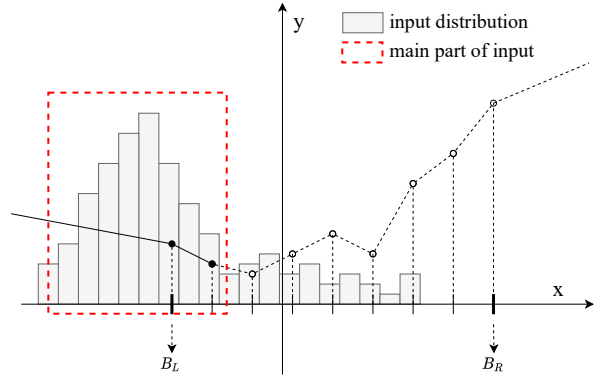 y
input distribution
main part of input
x
B_L
B_R